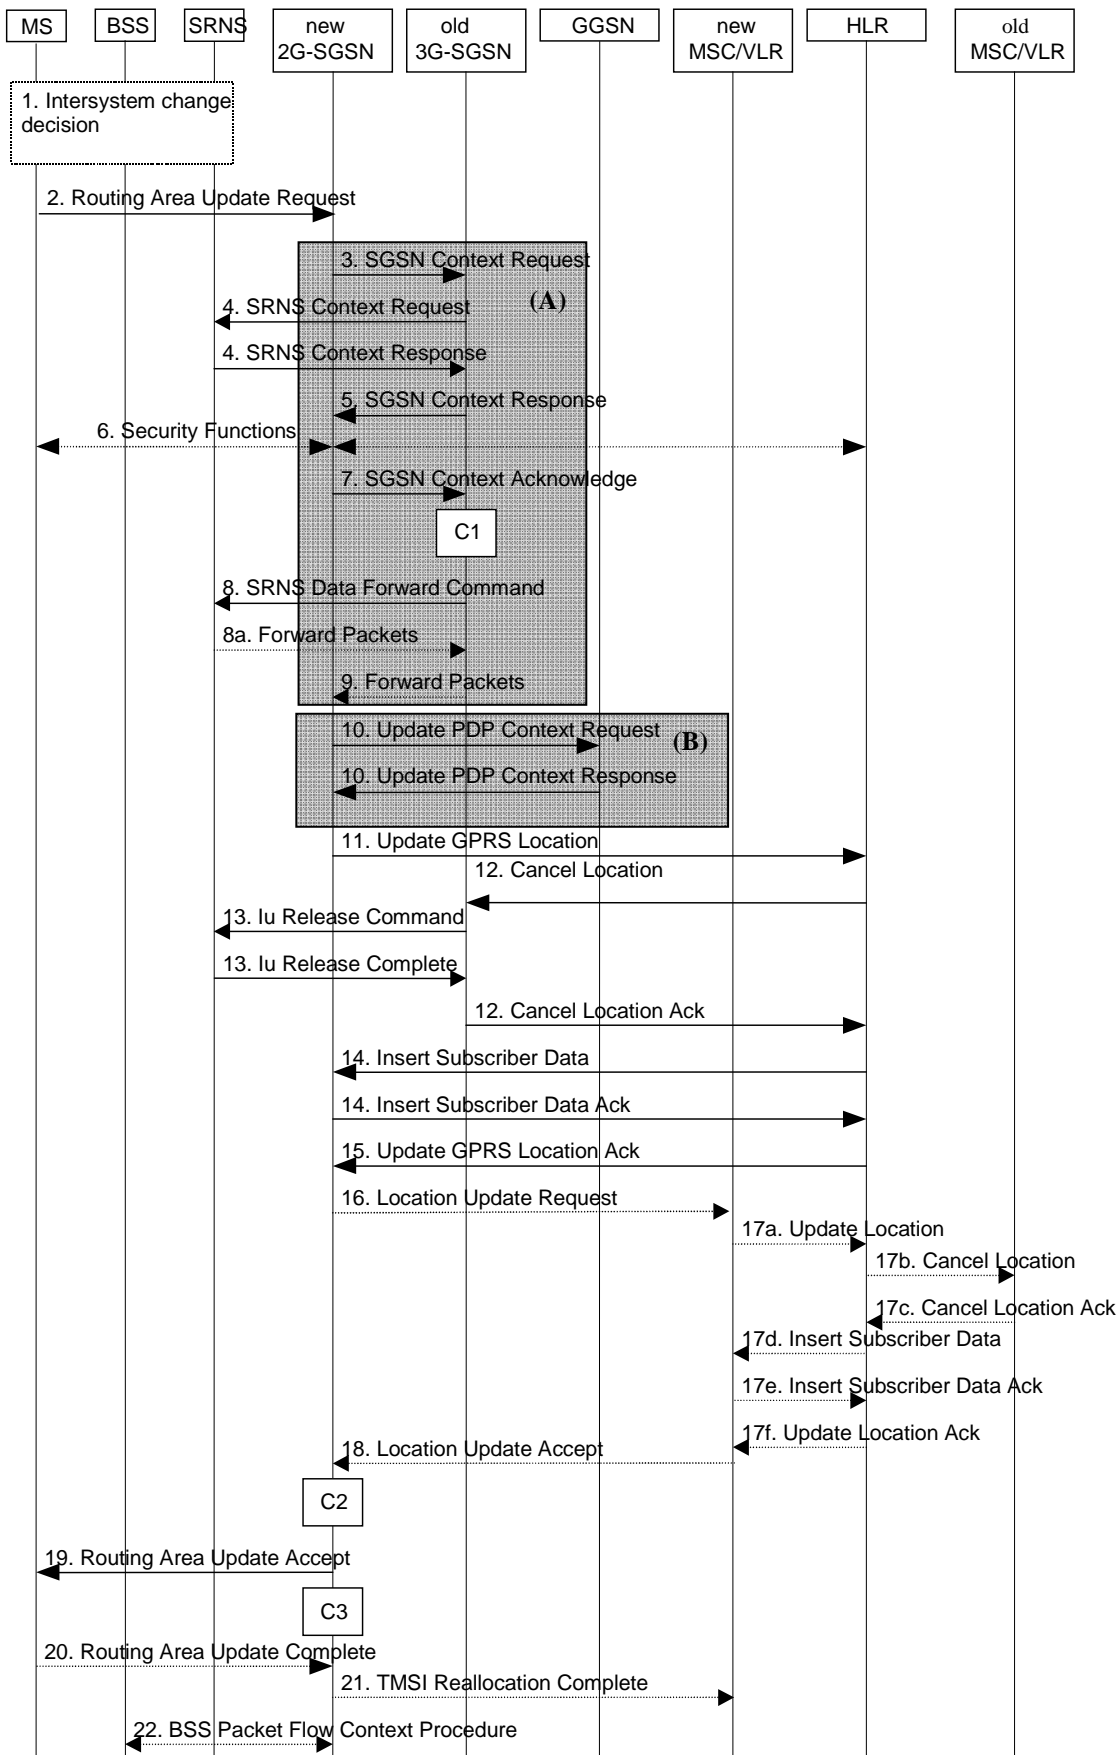 MS
BSS
SRNS
new
2G-SGSN
old
3G-SGSN
GGSN
new
MSC/VLR
HLR
old
MSC/VLR
1. Intersystem change
decision
2. Routing Area Update Request
3. SGSN Context Request
(A)
4. SRNS Context Request
4. SRNS Context Response
5. SGSN Context Response
6. Security Functions
7. SGSN Context Acknowledge
C1
8. SRNS Data Forward Command
8a. Forward Packets
9. Forward Packets
10. Update PDP Context Request
(B)
10. Update PDP Context Response
11. Update GPRS Location
12. Cancel Location
13. Iu Release Command
13. Iu Release Complete
12. Cancel Location Ack
14. Insert Subscriber Data
14. Insert Subscriber Data Ack
15. Update GPRS Location Ack
16. Location Update Request
17a. Update Location
17b. Cancel Location
17c. Cancel Location Ack
17d. Insert Subscriber Data
17e. Insert Subscriber Data Ack
17f. Update Location Ack
18. Location Update Accept
C2
19. Routing Area Update Accept
C3
20. Routing Area Update Complete
21. TMSI Reallocation Complete
22. BSS Packet Flow Context Procedure